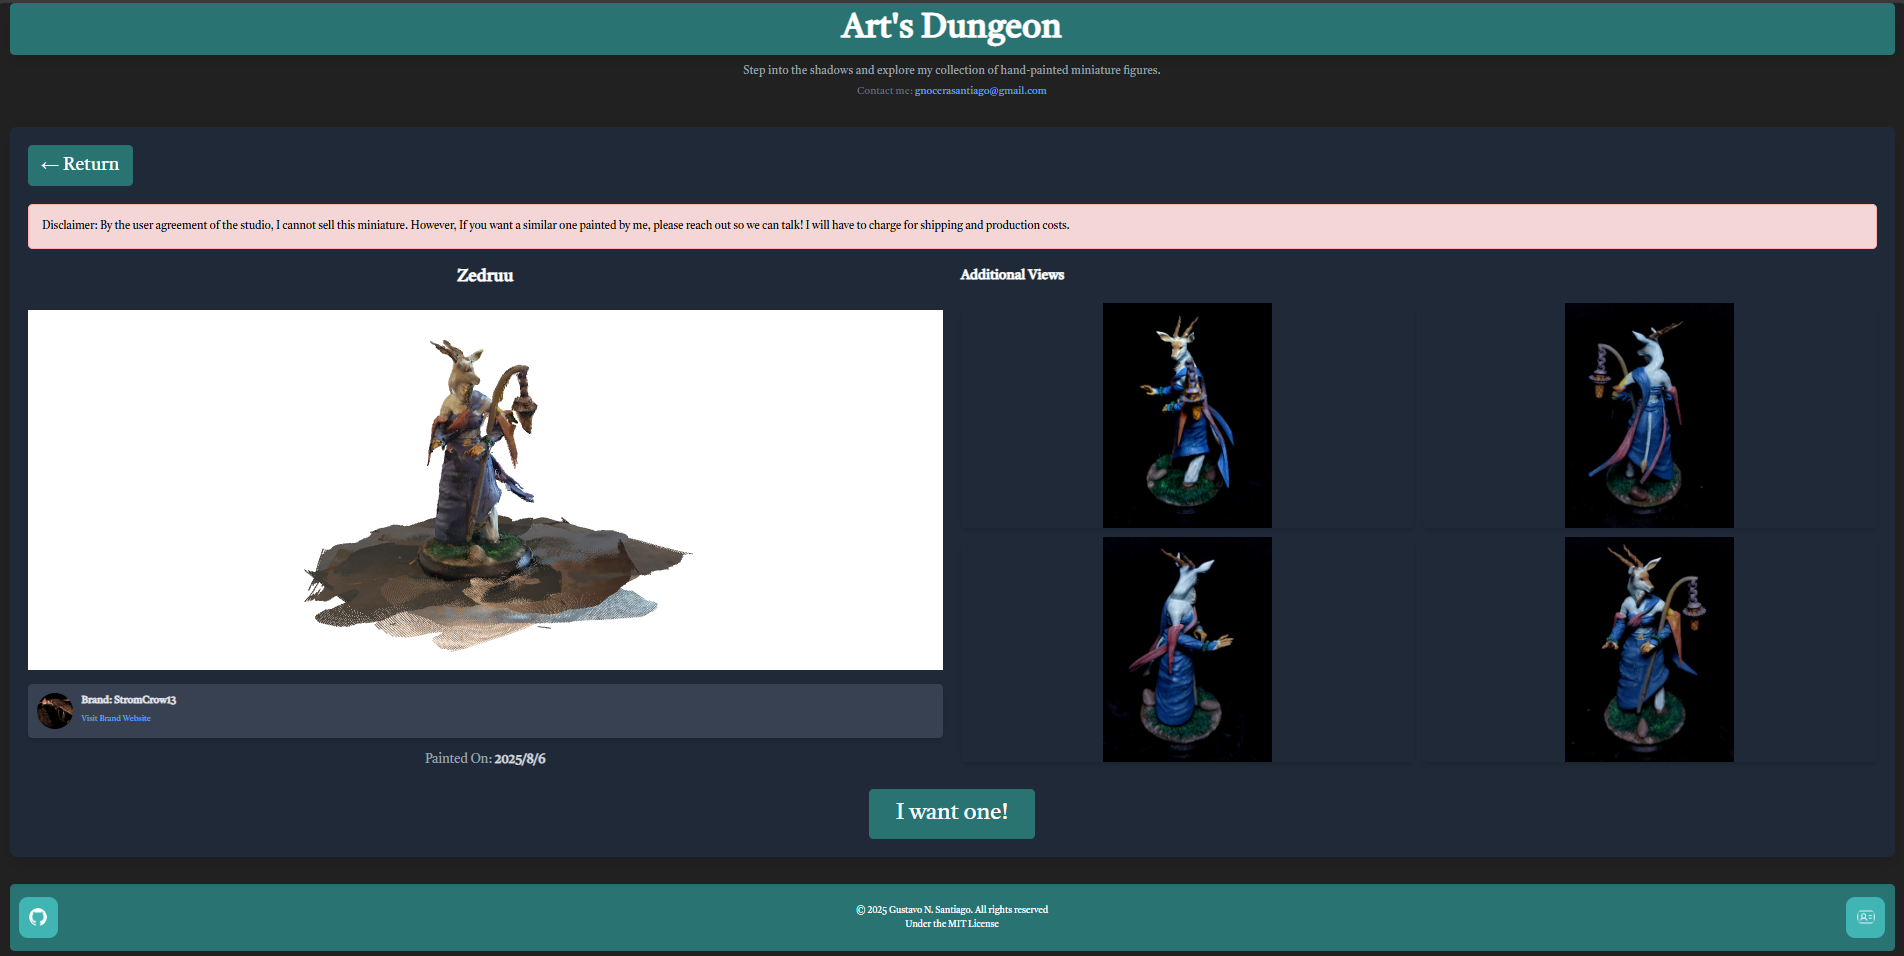 Art's Dungeon
Step into the shadows and explore my collection of hand-painted miniature figures.
Contact me: gnocerasantiago@gmail.com
← Return
Disclaimer: By the user agreement of the studio, I cannot sell this miniature. However, If you want a similar one painted by me, please reach out so we can talk! I will have to charge for shipping and production costs.
Zedruu
Additional Views
Brand: StromCrow13
Visit Brand Website
Painted On: 2025/8/6
I want one!
© 2025 Gustavo N. Santiago. All rights reserved
Under the MIT License